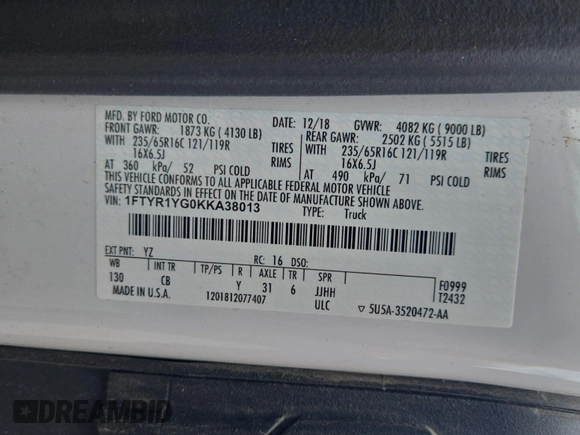 MFD. BY FORD MOTOR CO.
DATE: 12/18 GVWR: 4082 KG ( 9000 LB)
FRONT GAWR: 1873 KG ( 4130 LB) REAR GAWR: 2502 KG ( 5515 LB)
WITH 235/65R16C 121/119R TIRES WITH 235/65R16C 121/119R TIRES
16X6.5J RIMS 16X6.5J RIMS
AT 360 kPa/ 52 PSI COLD AT 490 kPa/ 71 PSI COLD
THIS VEHICLE CONFORMS TO ALL APPLICABLE FEDERAL MOTOR VEHICLE
SAFETY STANDARDS IN EFFECT ON THE DATE OF MANUFACTURE SHOWN ABOVE.
VIN: 1FTYR1YG0KKA38013
TYPE: Truck
EXT PNT: YZ RC: 16 DSO:
WB INT TR TP/PS R AXLE TR SPR F0999
130 CB Y 31 6 JJHH T2432
MADE IN U.S.A. 1201812077407 ULC ▽ 5U5A-3520472-AA
DREAMBID